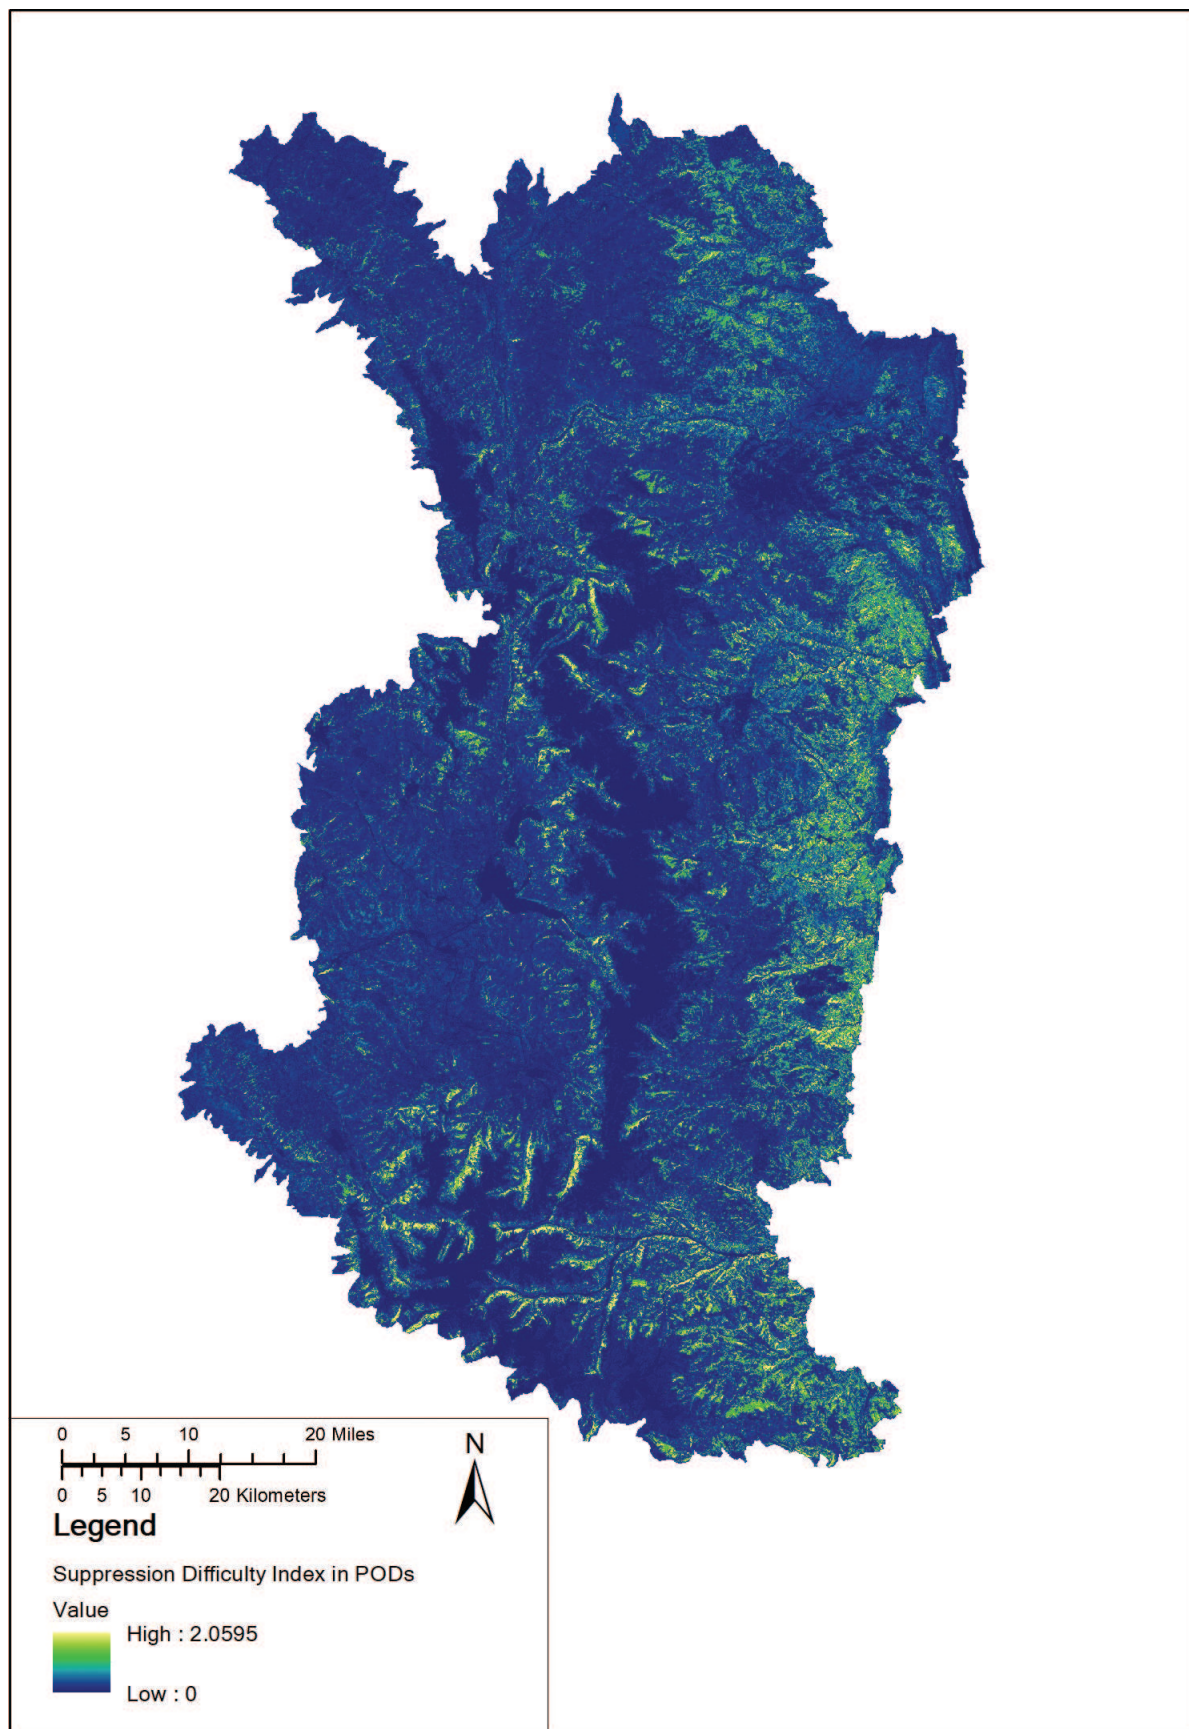 0 5 10 20 Miles
N
0 5 10 20 Kilometers
Legend
Suppression Difficulty Index in PODs
Value
High : 2.0595
Low : 0